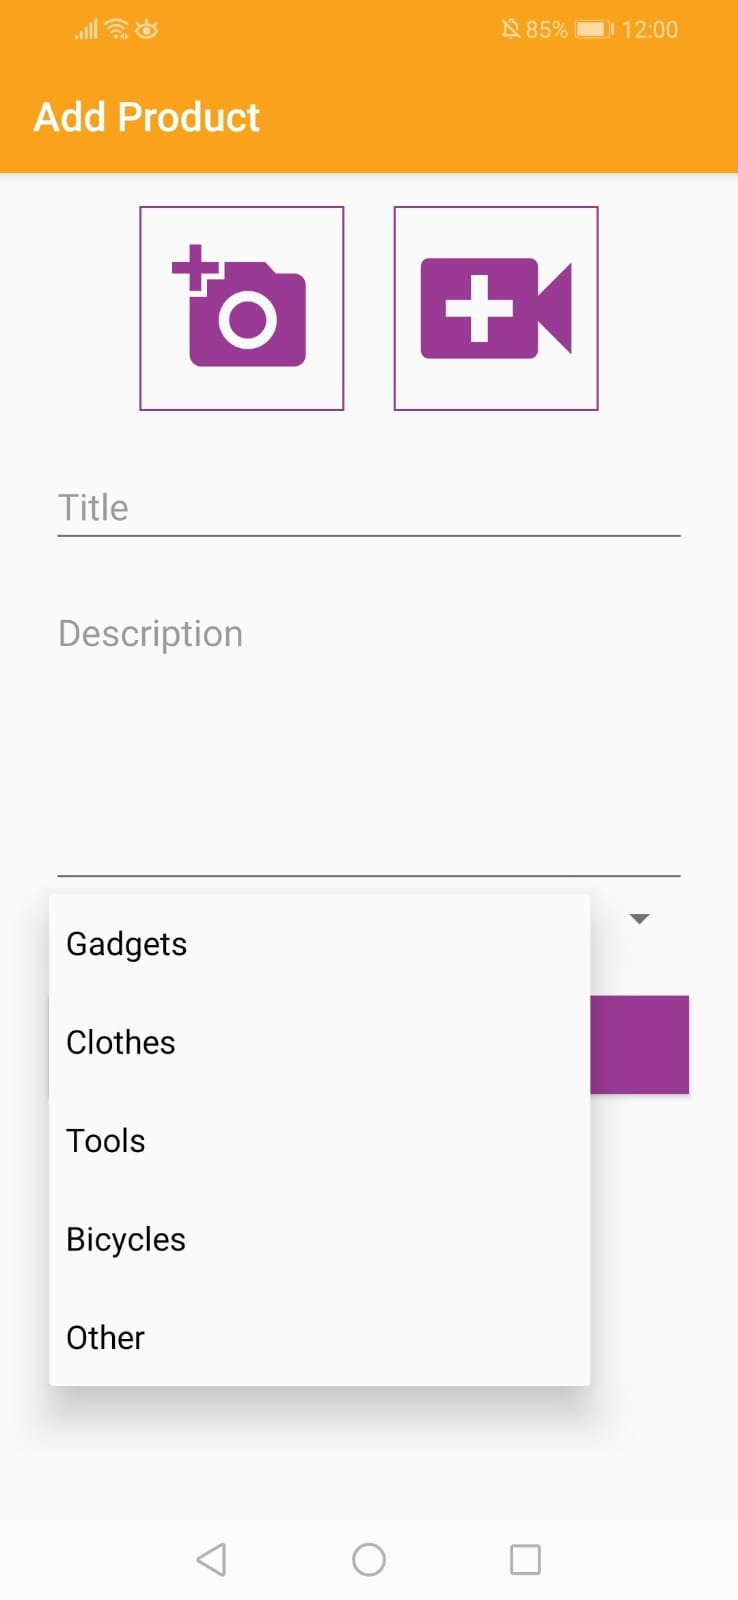 85% 12:00
Add Product
Title
Description
Gadgets
Clothes
Tools
Bicycles
Other